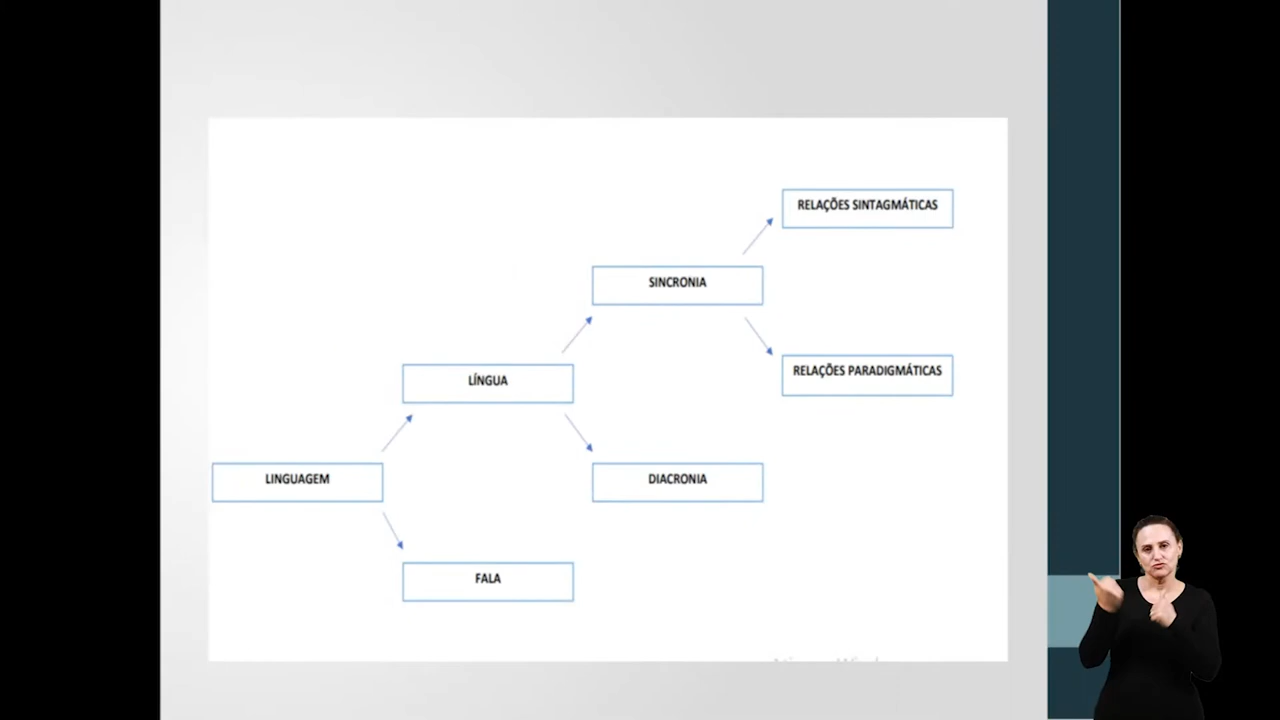 RELAÇÕES SINTAGMÁTICAS
SINCRONIA
RELAÇÕES PARADIGMÁTICAS
LÍNGUA
LINGUAGEM
DIACRONIA
FALA